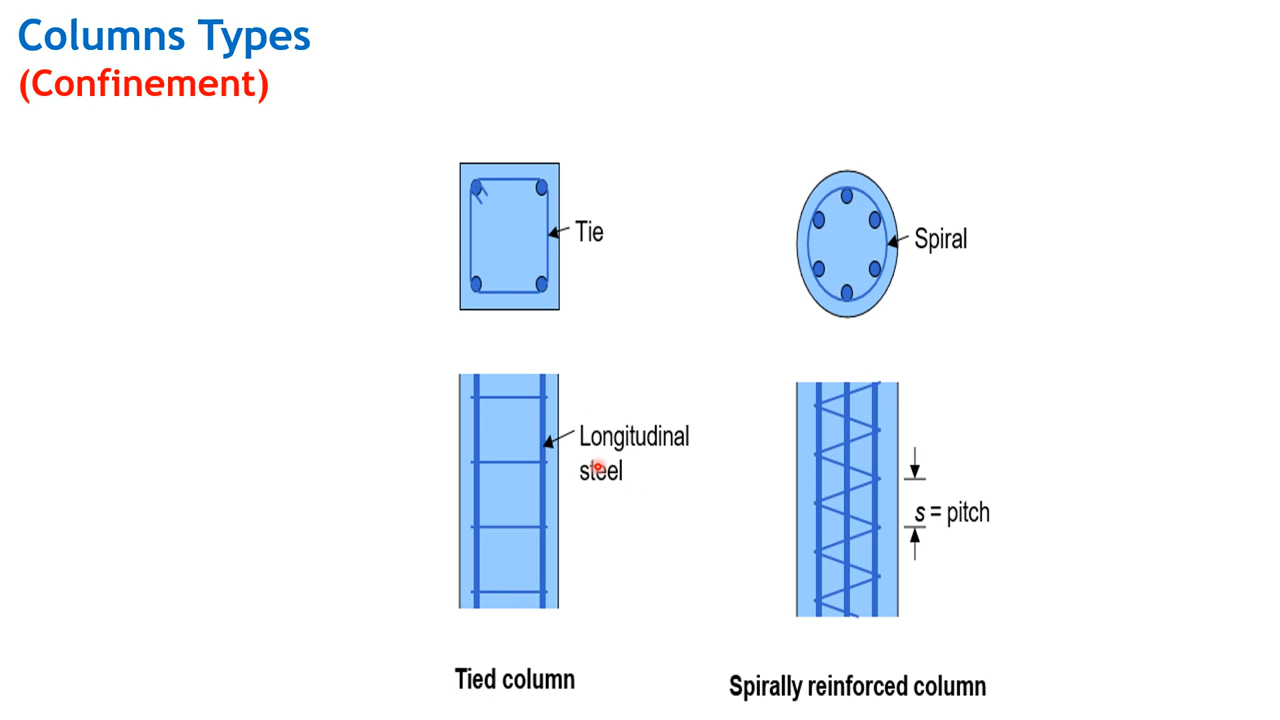 Columns Types
(Confinement)
Tie
Spiral
Longitudinal
steel
s = pitch
Tied column
Spirally reinforced column